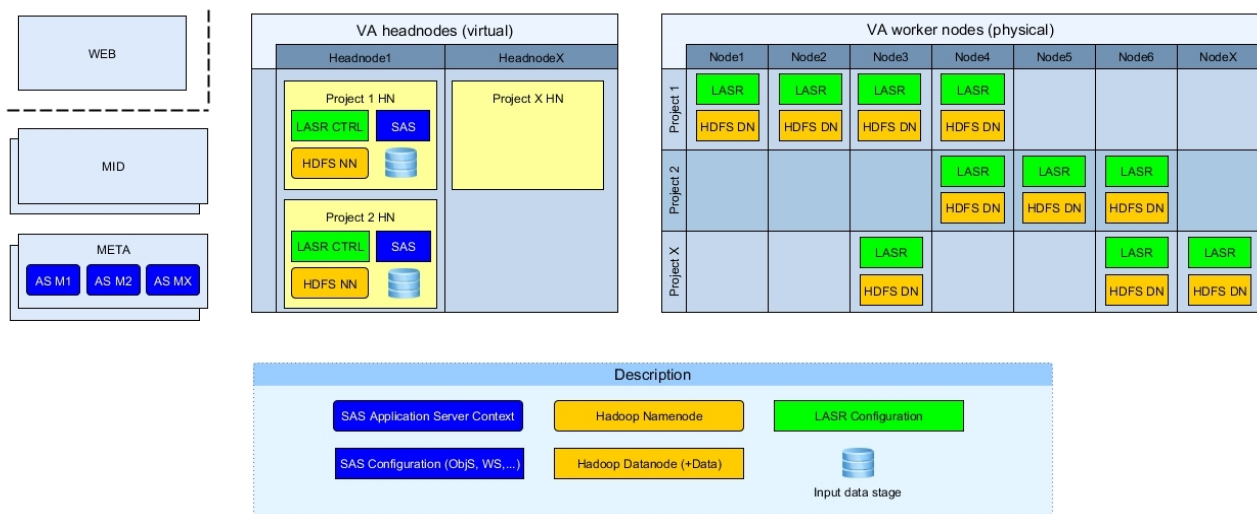 WEB
MID
META
AS M1
AS M2
AS MX
VA headnodes (virtual)
Headnode1
HeadnodeX
Project 1 HN
LASR CTRL
SAS
HDFS NN
Project X HN
Project 2 HN
LASR CTRL
SAS
HDFS NN
VA worker nodes (physical)
Node1
Node2
Node3
Node4
Node5
Node6
NodeX
Project 1
LASR
LASR
LASR
LASR
HDFS DN
HDFS DN
HDFS DN
HDFS DN
Project 2
LASR
LASR
LASR
HDFS DN
HDFS DN
HDFS DN
Project X
LASR
LASR
LASR
HDFS DN
HDFS DN
HDFS DN
Description
SAS Application Server Context
Hadoop Namenode
LASR Configuration
SAS Configuration (ObjS, WS,...)
Hadoop Datanode (+Data)
Input data stage